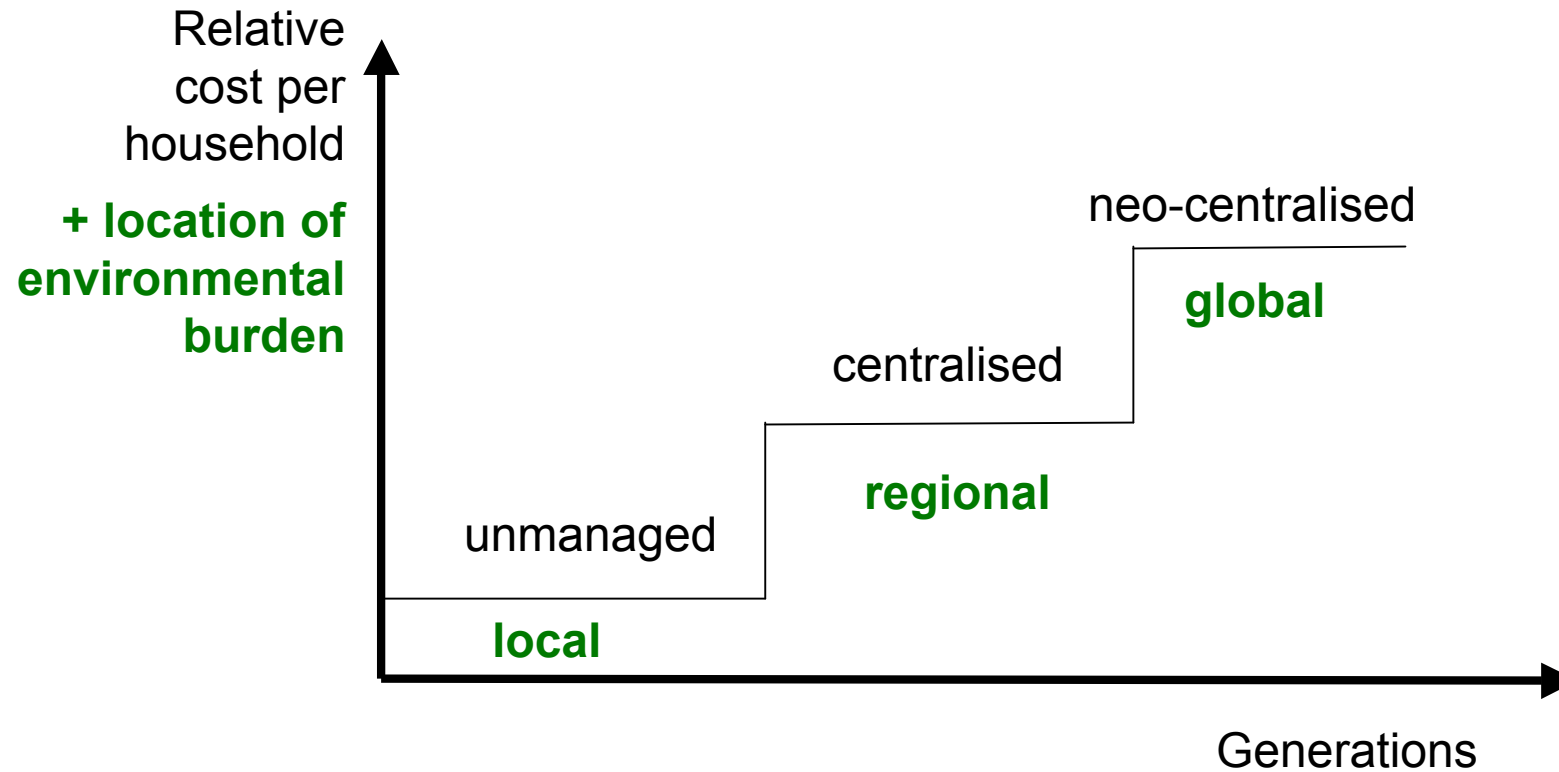 Relative
cost per
household
+ location of
environmental
burden
neo-centralised
global
centralised
regional
unmanaged
local
Generations